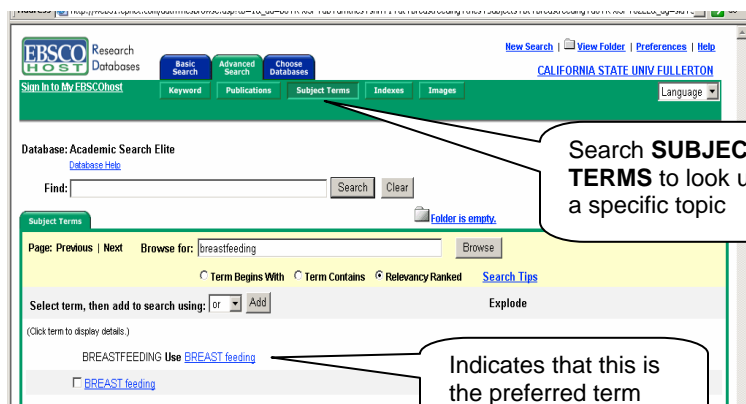 New Search | View Folder | Preferences | Help
EBSCO HOST Research Databases
Basic Search Advanced Search Choose Databases
CALIFORNIA STATE UNIV FULLERTON
Sign In to My EBSCOhost
Keyword Publications Subject Terms Indexes Images
Language
Database: Academic Search Elite
Database Help
Search SUBJEC
TERMS to look u
a specific topic
Find: Search Clear
Folder is empty.
Subject Terms
Page: Previous | Next Browse for: breastfeeding Browse
Term Begins With Term Contains Relevancy Ranked Search Tips
Select term, then add to search using: or Add Explode
(Click term to display details.)
BREASTFEEDING Use BREAST feeding
BREAST feeding
Indicates that this is
the preferred term